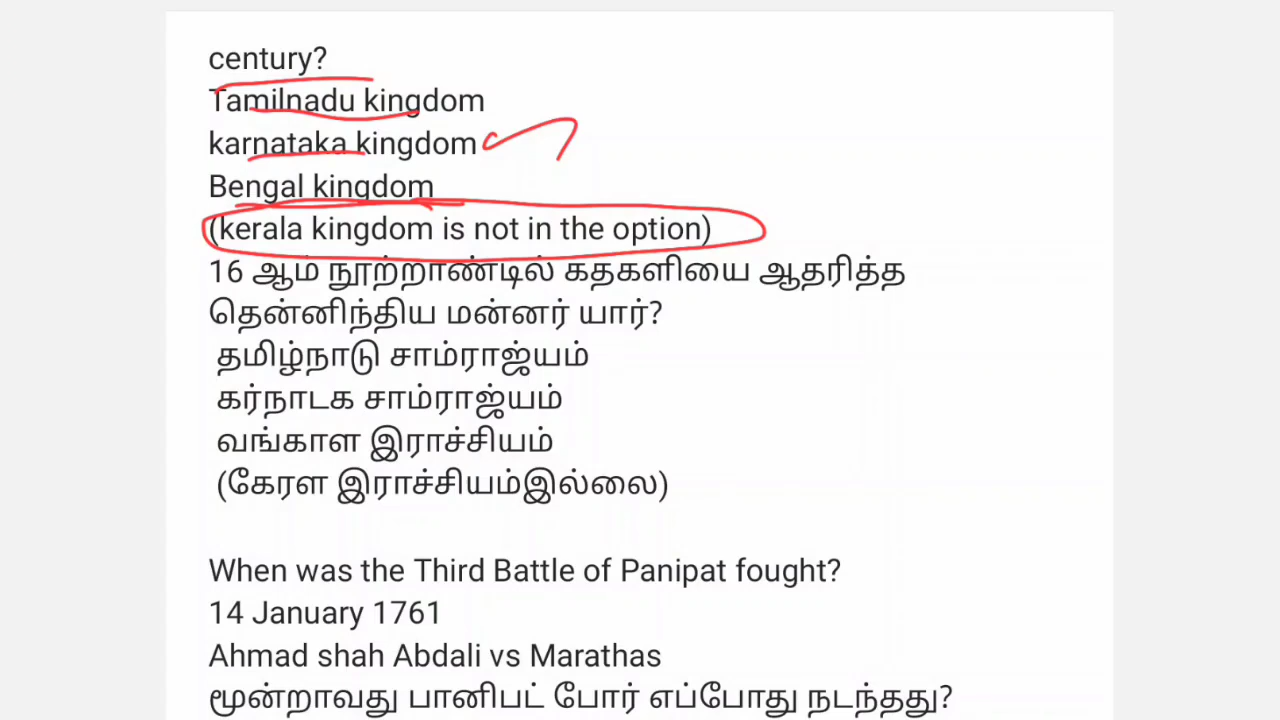 century?
Tamilnadu kingdom
karnataka kingdom
Bengal kingdom
(kerala kingdom is not in the option)
16 ஆம் நூற்றாண்டில் கதகளியை ஆதரித்த
தென்னிந்திய மன்னர் யார்?
தமிழ்நாடு சாம்ராஜ்யம்
கர்நாடக சாம்ராஜ்யம்
வங்காள இராச்சியம்
(கேரள இராச்சியம்இல்லை)
When was the Third Battle of Panipat fought?
14 January 1761
Ahmad shah Abdali vs Marathas
மூன்றாவது பானிபட் போர் எப்போது நடந்தது?